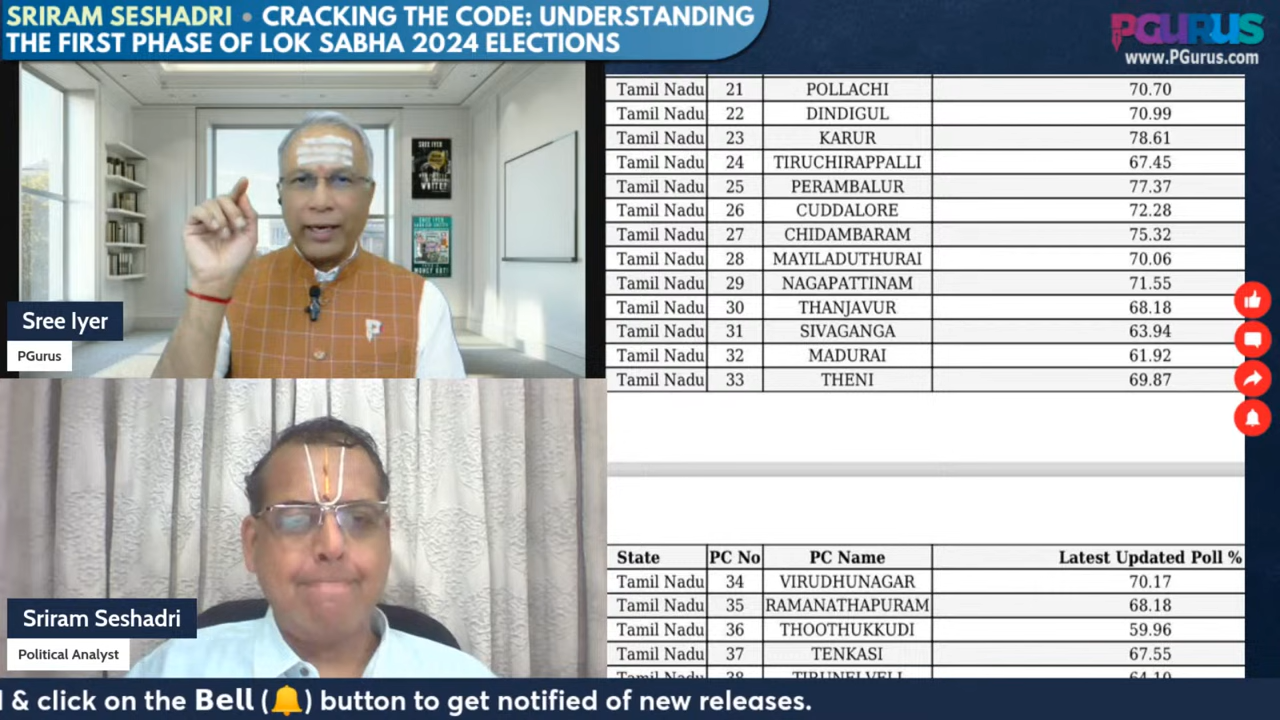 SRIRAM SESHADRI • CRACKING THE CODE: UNDERSTANDING
THE FIRST PHASE OF LOK SABHA 2024 ELECTIONS
PGURUS
www.PGurus.com
Sree Iyer
PGurus
Sriram Seshadri
Political Analyst
Tamil Nadu 21 POLLACHI 70.70
Tamil Nadu 22 DINDIGUL 70.99
Tamil Nadu 23 KARUR 78.61
Tamil Nadu 24 TIRUCHIRAPPALLI 67.45
Tamil Nadu 25 PERAMBALUR 77.37
Tamil Nadu 26 CUDDALORE 72.28
Tamil Nadu 27 CHIDAMBARAM 75.32
Tamil Nadu 28 MAYILADUTHURAI 70.06
Tamil Nadu 29 NAGAPATTINAM 71.55
Tamil Nadu 30 THANJAVUR 68.18
Tamil Nadu 31 SIVAGANGA 63.94
Tamil Nadu 32 MADURAI 61.92
Tamil Nadu 33 THENI 69.87
State PC No PC Name Latest Updated Poll %
Tamil Nadu 34 VIRUDHUNAGAR 70.17
Tamil Nadu 35 RAMANATHAPURAM 68.18
Tamil Nadu 36 THOOTHUKKUDI 59.96
Tamil Nadu 37 TENKASI 67.55
Tamil Nadu 38 TIRUNELVELI 64.10
& click on the Bell (🔔) button to get notified of new releases.